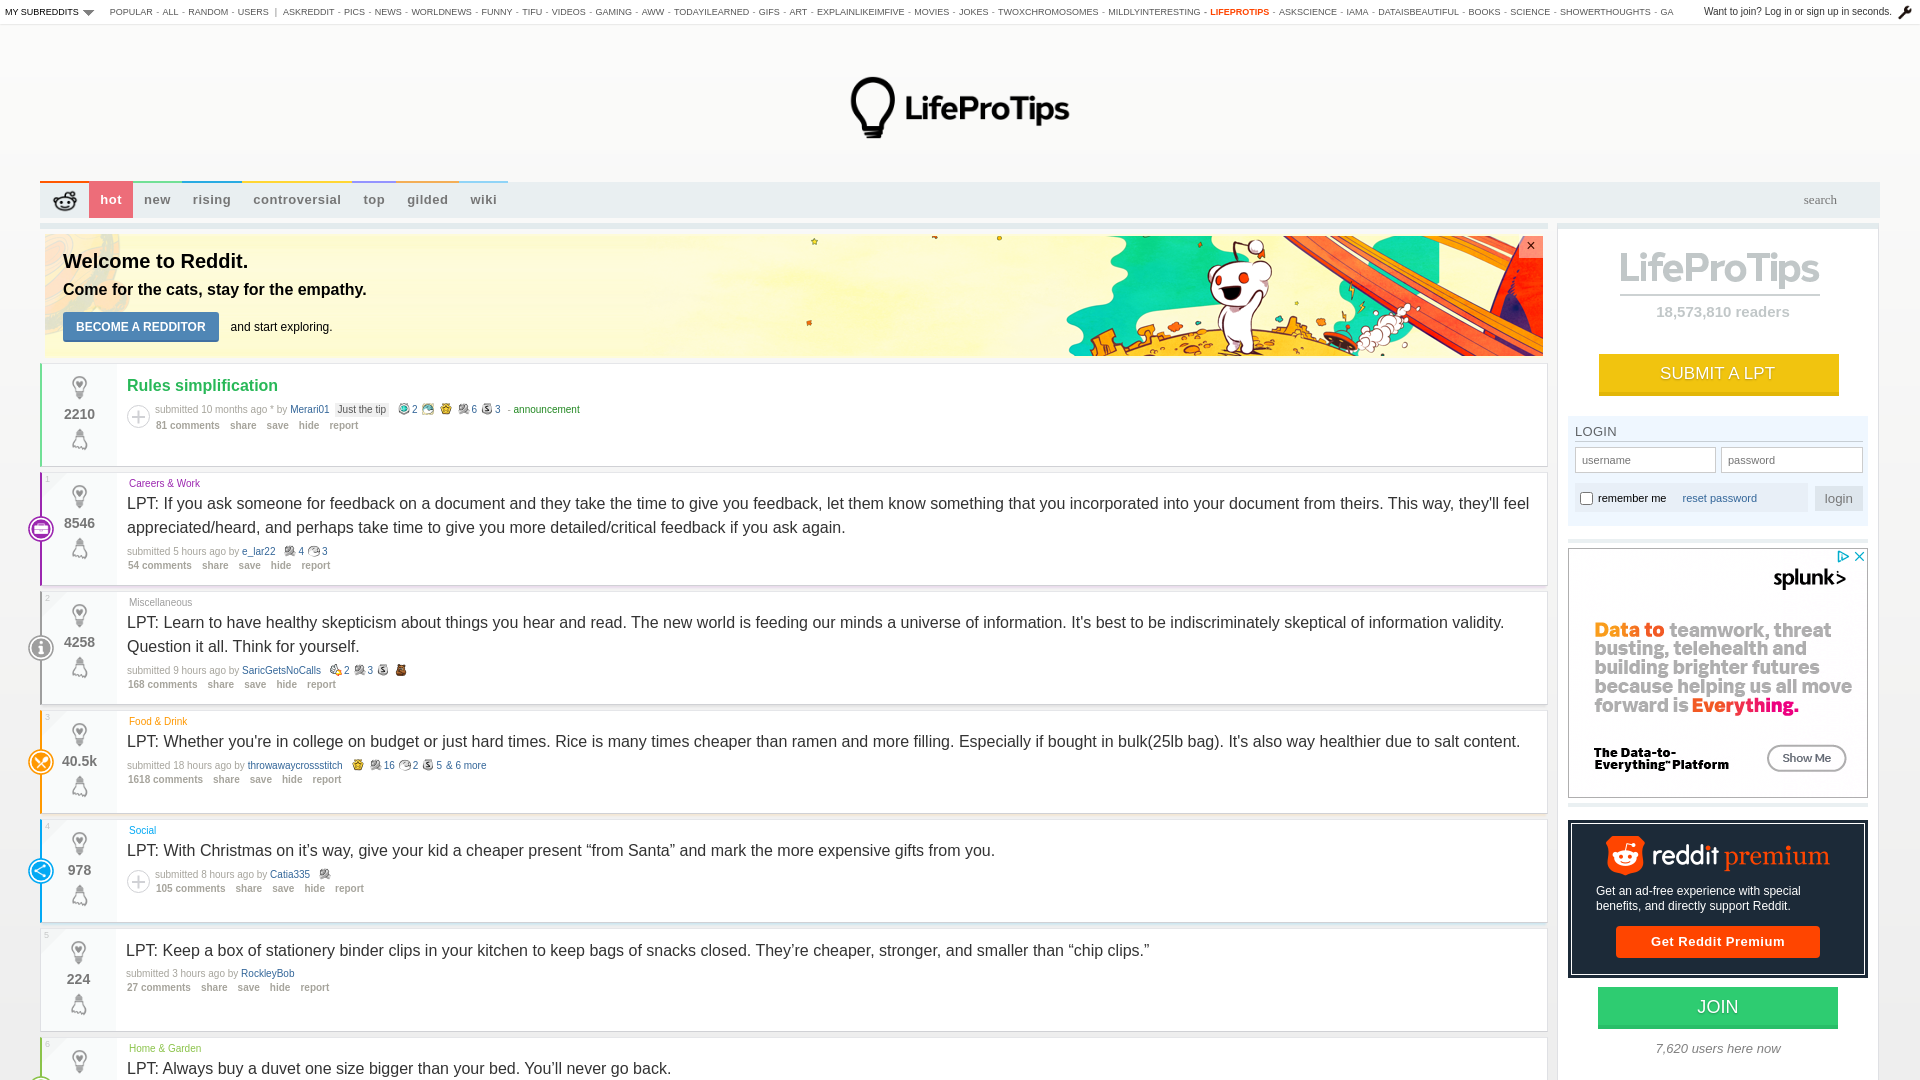 MY SUBREDDITS POPULAR - ALL - RANDOM - USERS | ASKREDDIT - PICS - NEWS - WORLDNEWS - FUNNY - TIFU - VIDEOS - GAMING - AWW - TODAYILEARNED - GIFS - ART - EXPLAINLIKEIMFIVE - MOVIES - JOKES - TWOXCHROMOSOMES - MILDLYINTERESTING - LIFEPROTIPS - ASKSCIENCE - IAMA - DATAISBEAUTIFUL - BOOKS - SCIENCE - SHOWERTHOUGHTS - GA Want to join? Log in or sign up in seconds.
LifeProTips
hot new rising controversial top gilded wiki search
Welcome to Reddit.
Come for the cats, stay for the empathy.
BECOME A REDDITOR and start exploring.
×
2210
Rules simplification
submitted 10 months ago * by Merari01 Just the tip 2 6 3 - announcement
81 comments share save hide report
1
8546
Careers & Work
LPT: If you ask someone for feedback on a document and they take the time to give you feedback, let them know something that you incorporated into your document from theirs. This way, they'll feel
appreciated/heard, and perhaps take time to give you more detailed/critical feedback if you ask again.
submitted 5 hours ago by e_lar22 4 3
54 comments share save hide report
2
4258
Miscellaneous
LPT: Learn to have healthy skepticism about things you hear and read. The new world is feeding our minds a universe of information. It's best to be indiscriminately skeptical of information validity.
Question it all. Think for yourself.
submitted 9 hours ago by SaricGetsNoCalls 2 3
168 comments share save hide report
3
40.5k
Food & Drink
LPT: Whether you're in college on budget or just hard times. Rice is many times cheaper than ramen and more filling. Especially if bought in bulk(25lb bag). It's also way healthier due to salt content.
submitted 18 hours ago by throwawaycrossstitch 16 2 5 & 6 more
1618 comments share save hide report
4
978
Social
LPT: With Christmas on it’s way, give your kid a cheaper present “from Santa” and mark the more expensive gifts from you.
submitted 8 hours ago by Catia335
105 comments share save hide report
5
224
LPT: Keep a box of stationery binder clips in your kitchen to keep bags of snacks closed. They’re cheaper, stronger, and smaller than “chip clips.”
submitted 3 hours ago by RockleyBob
27 comments share save hide report
6
Home & Garden
LPT: Always buy a duvet one size bigger than your bed. You’ll never go back.
LifeProTips
18,573,810 readers
SUBMIT A LPT
LOGIN
username password
remember me reset password login
splunk>
Data to teamwork, threat
busting, telehealth and
building brighter futures
because helping us all move
forward is Everything.
The Data-to-
Everything™ Platform
Show Me
reddit premium
Get an ad-free experience with special
benefits, and directly support Reddit.
Get Reddit Premium
JOIN
7,620 users here now